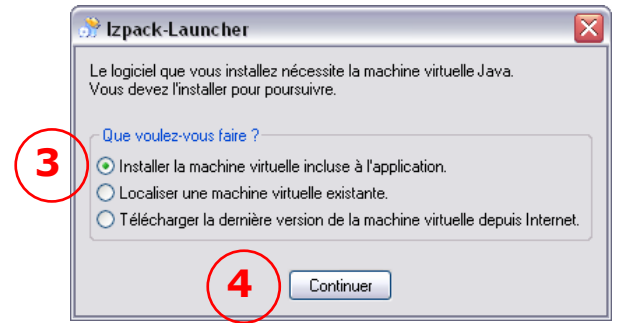 Izpack-Launcher
Le logiciel que vous installez nécessite la machine virtuelle Java.
Vous devez l'installer pour poursuivre.
Que voulez-vous faire ?
3
Installer la machine virtuelle incluse à l'application.
Localiser une machine virtuelle existante.
Télécharger la dernière version de la machine virtuelle depuis Internet.
4
Continuer